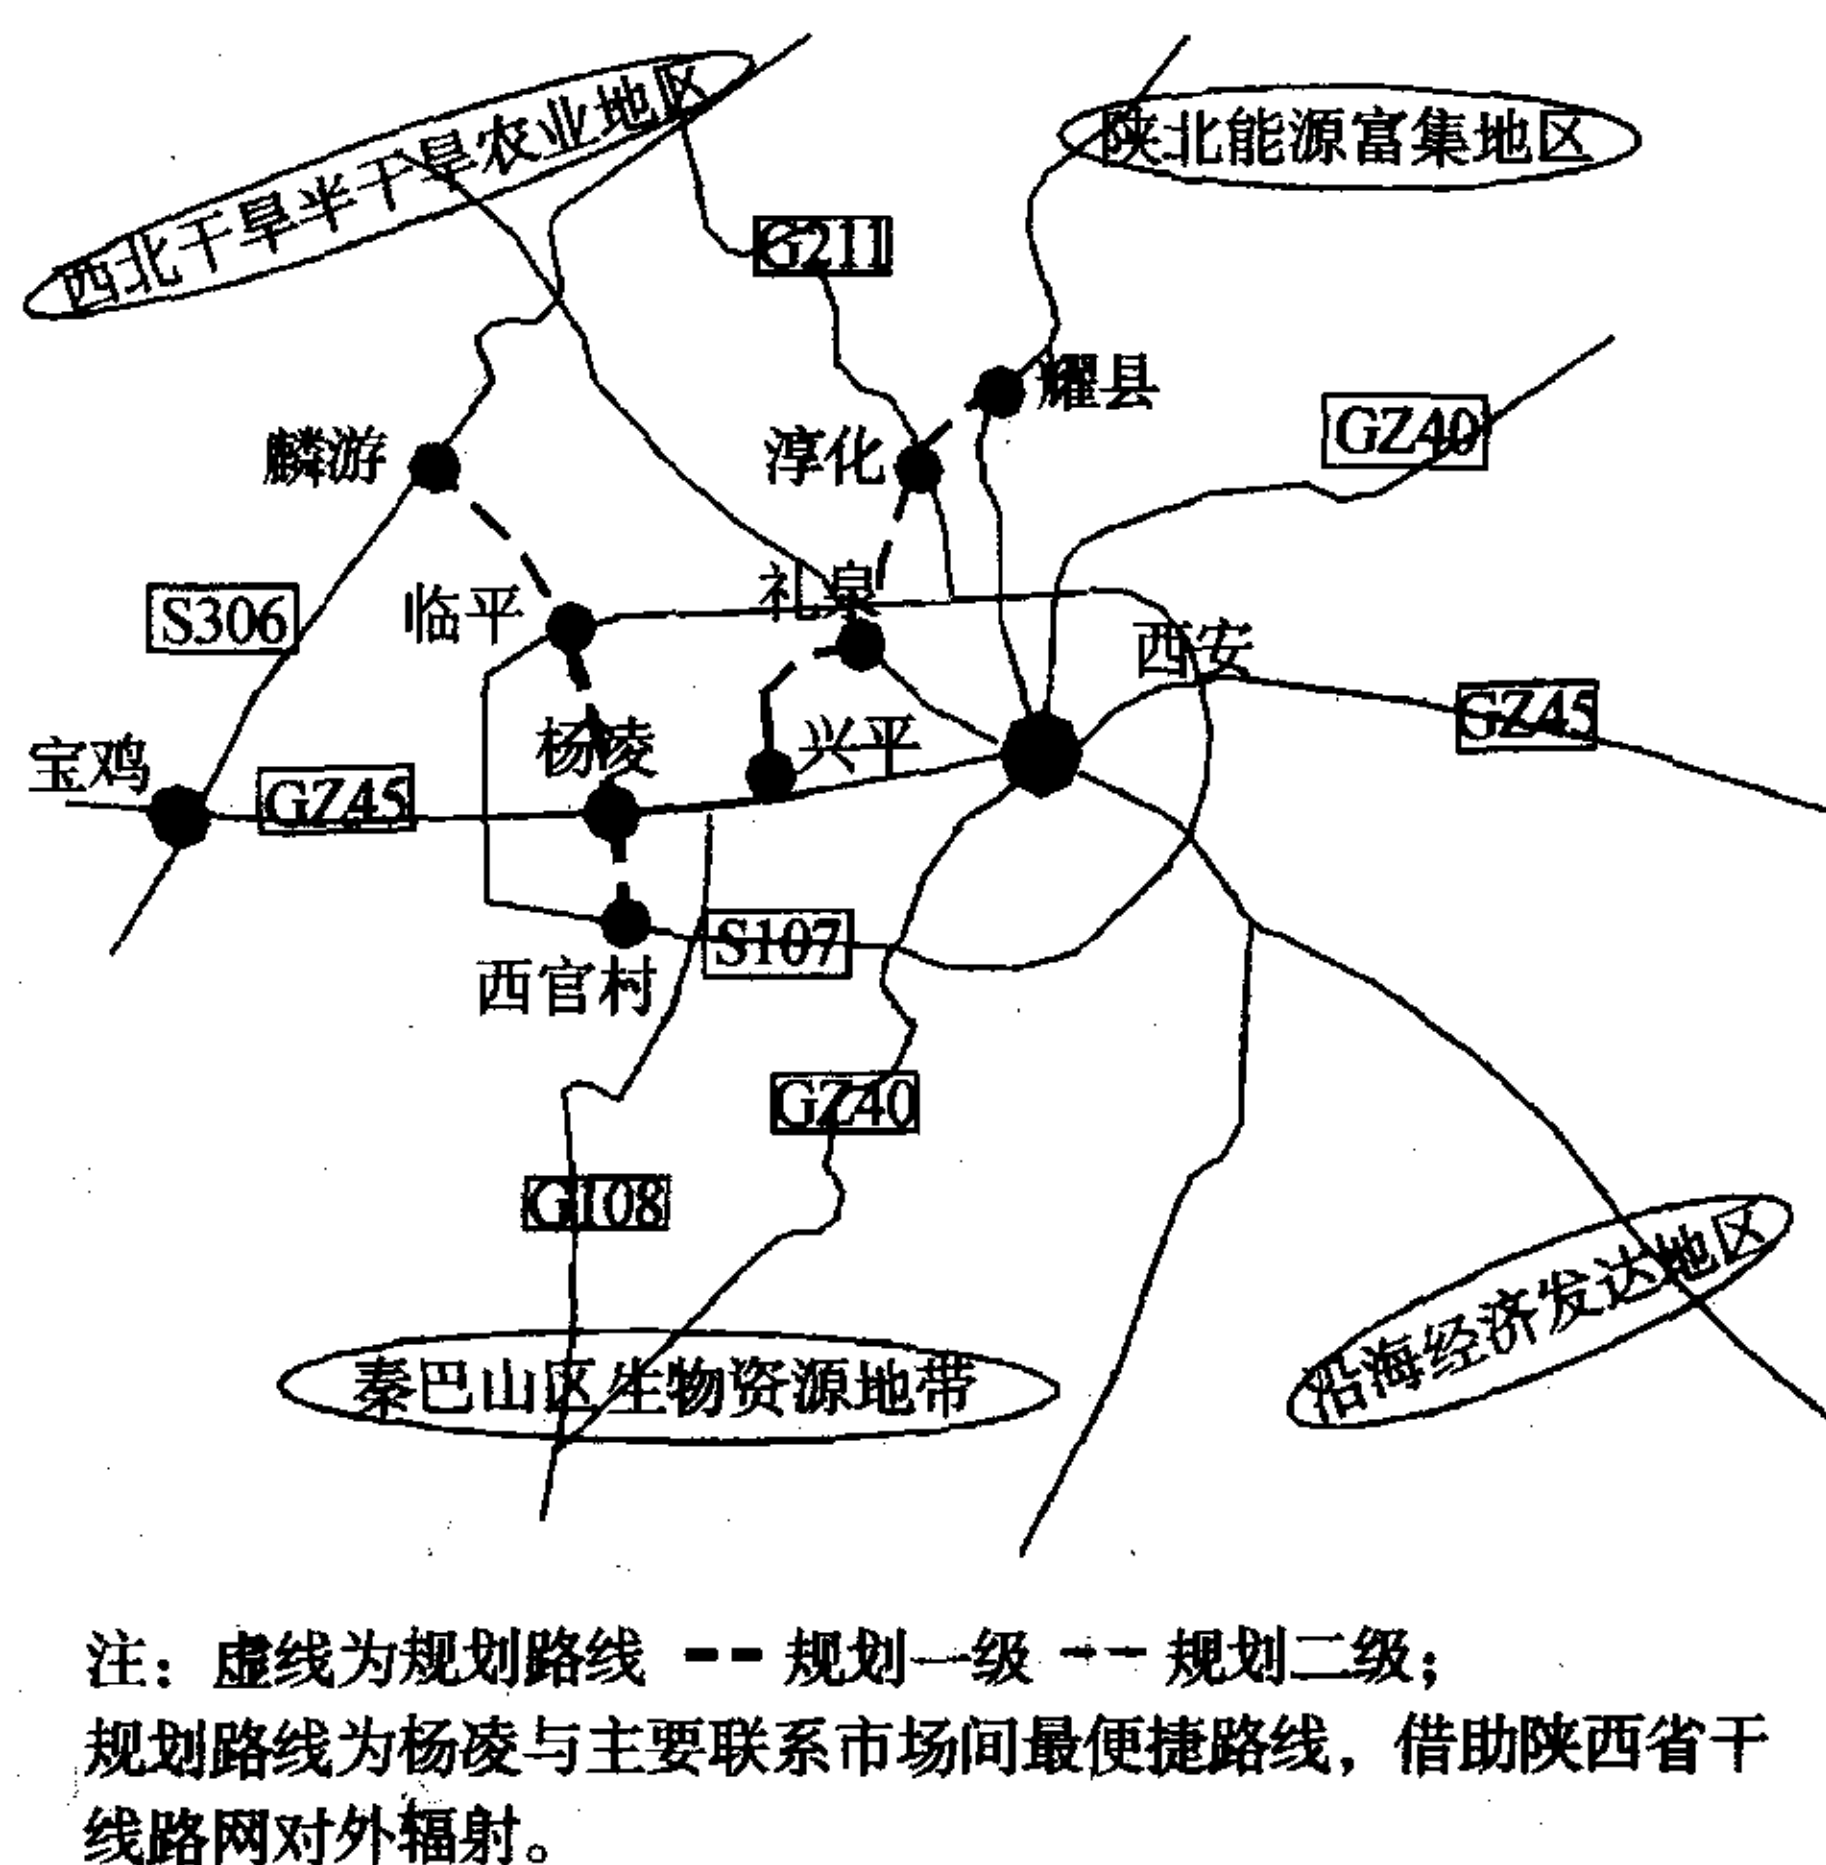 西北干旱半干旱农业地区
陕北能源富集地区
G211
耀县
GZ40
淳化
麟游
礼泉
临平
S306
西安
GZ45
兴平
杨凌
宝鸡
GZ45
S107
西官村
GZ40
G108
沿海经济发达地区
秦巴山区生物资源地带
注：虚线为规划路线 -- 规划一级 -- 规划二级；
规划路线为杨凌与主要联系市场间最便捷路线，借助陕西省干
线路网对外辐射。